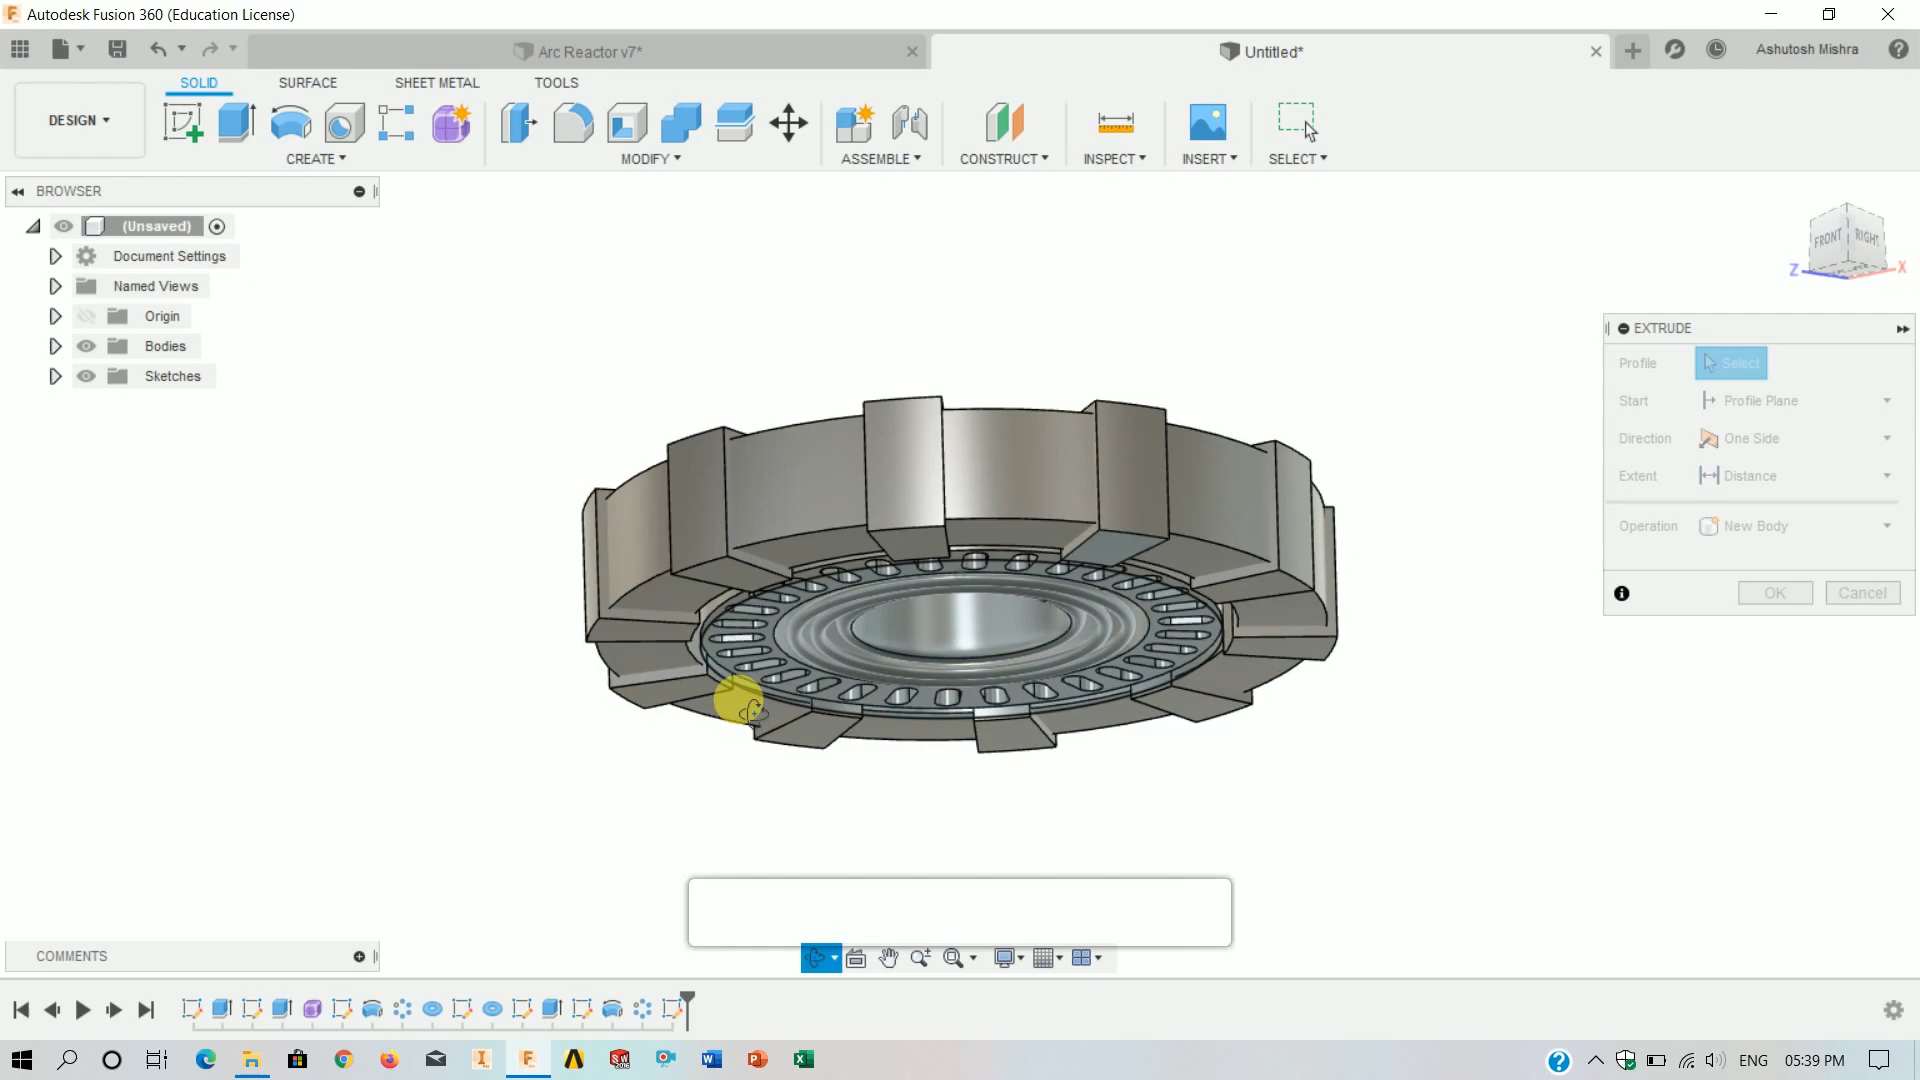 Autodesk Fusion 360 (Education License)
Arc Reactor v7*
Untitled*
Ashutosh Mishra
DESIGN
SOLID
SURFACE
SHEET METAL
TOOLS
CREATE
MODIFY
ASSEMBLE
CONSTRUCT
INSPECT
INSERT
SELECT
BROWSER
(Unsaved)
Document Settings
Named Views
Origin
Bodies
Sketches
FRONT
RIGHT
Z
X
EXTRUDE
Profile
Select
Start
Profile Plane
Direction
One Side
Extent
Distance
Operation
New Body
OK
Cancel
COMMENTS
ENG
05:39 PM